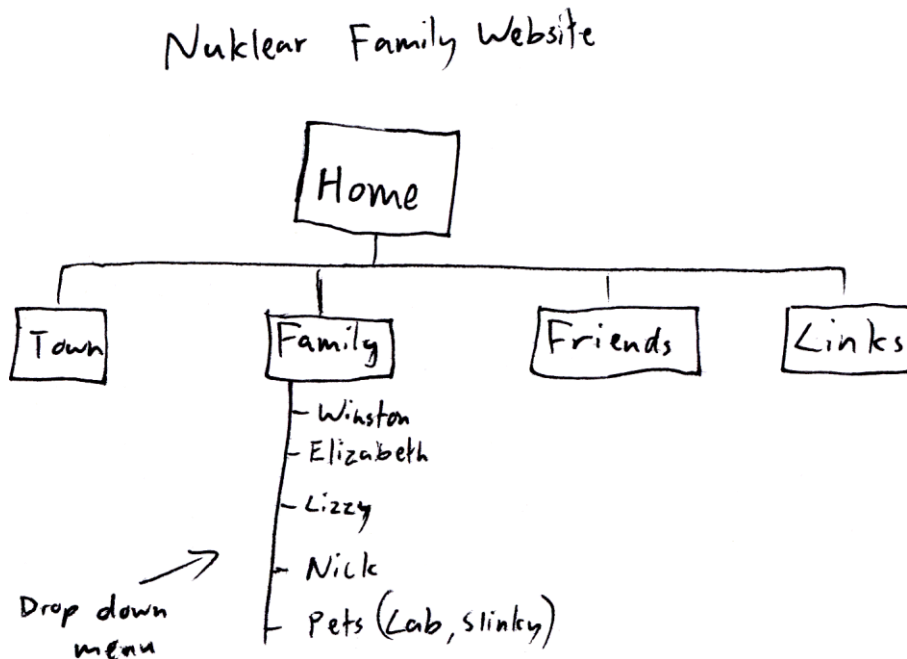 Nuklear Family Website
Home
Town
Family
Friends
Links
Winston
Elizabeth
Lizzy
Nick
Pets (Lab, Slinky)
Drop down
menu